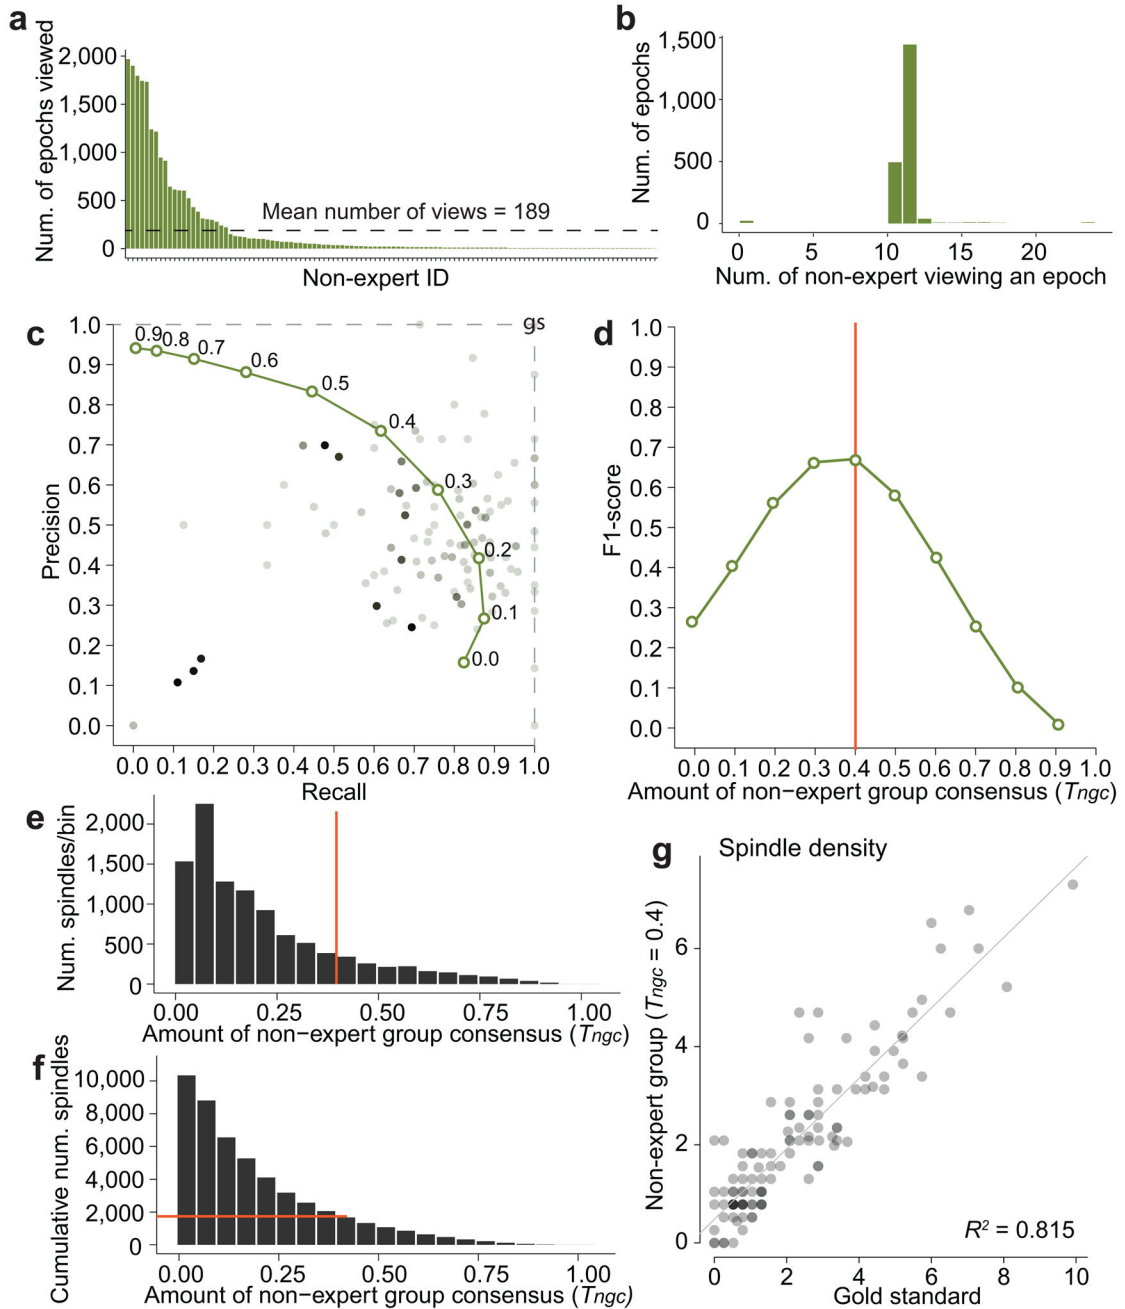 a
Num. of epochs viewed
2,000
1,500
1,000
500
0
Mean number of views = 189
Non-expert ID
b
Num. of epochs
1,500
1,000
500
0
0 5 10 15 20
Num. of non-expert viewing an epoch
c
Precision
1.0
0.9
0.8
0.7
0.6
0.5
0.4
0.3
0.2
0.1
0.0
gs
0.9
0.8
0.7
0.6
0.5
0.4
0.3
0.2
0.1
0.0
0.0 0.1 0.2 0.3 0.4 0.5 0.6 0.7 0.8 0.9 1.0
Recall
d
F1-score
1.0
0.9
0.8
0.7
0.6
0.5
0.4
0.3
0.2
0.1
0.0
0.0 0.1 0.2 0.3 0.4 0.5 0.6 0.7 0.8 0.9 1.0
Amount of non−expert group consensus (Tngc)
e
Num. spindles/bin
2,000
1,500
1,000
500
0
0.00 0.25 0.50 0.75 1.00
Amount of non−expert group consensus (Tngc)
f
Cumulative num. spindles
10,000
8,000
6,000
4,000
2,000
0
0.00 0.25 0.50 0.75 1.00
Amount of non−expert group consensus (Tngc)
g
Spindle density
Non-expert group (Tngc = 0.4)
6
4
2
0
R² = 0.815
0 2 4 6 8 10
Gold standard